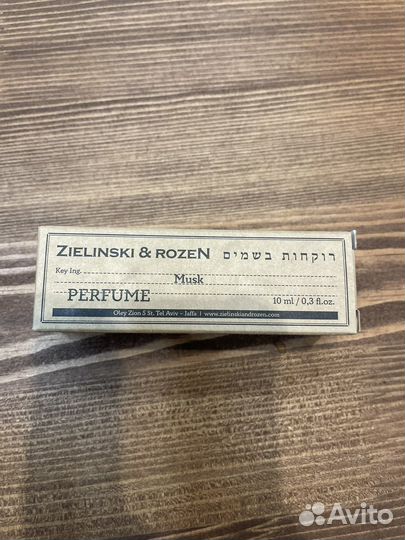 ZIELINSKI & ROZEN רוקחות בשמים
Key Ing.
Musk
PERFUME 10 ml / 0,3 fl.oz.
Oley Zion 5 St. Tel Aviv - Jaffa | www.zielinskiandrozen.com
Avito